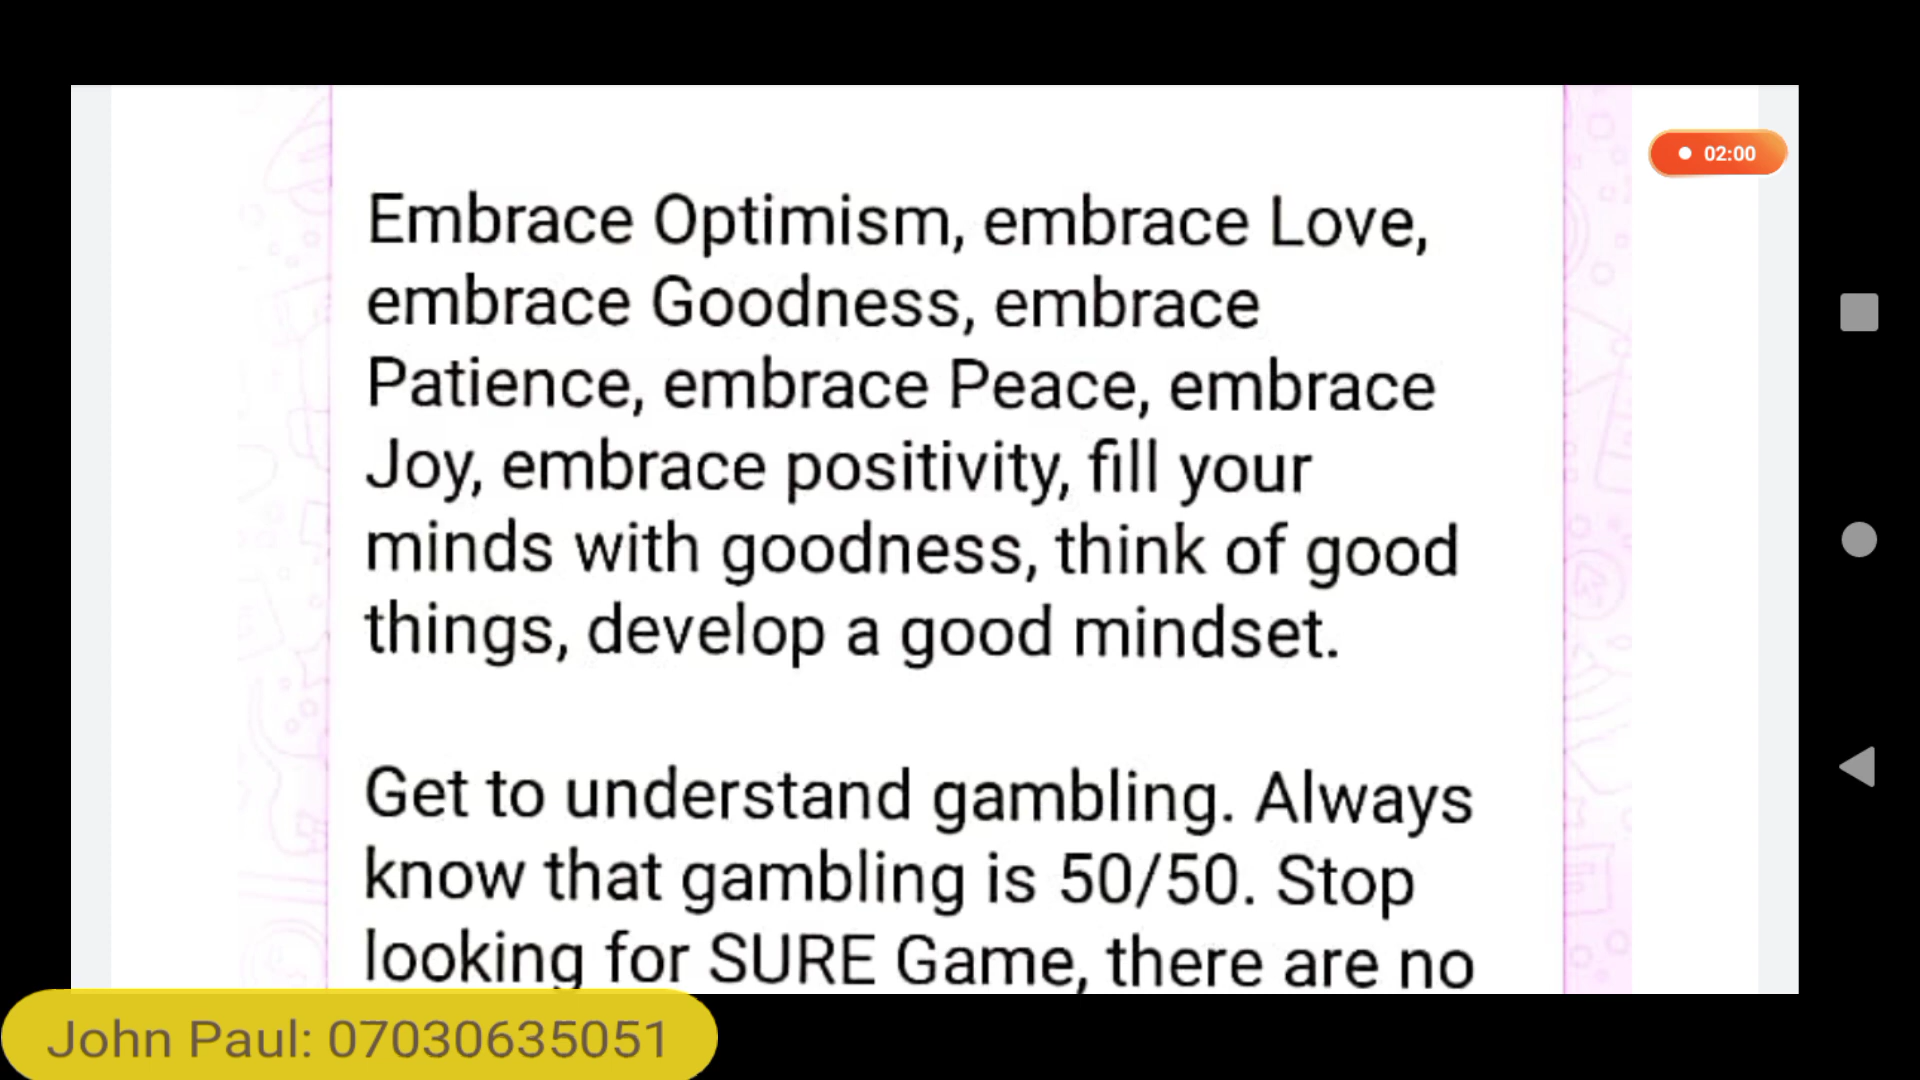 02:00
Embrace Optimism, embrace Love,
embrace Goodness, embrace
Patience, embrace Peace, embrace
Joy, embrace positivity, fill your
minds with goodness, think of good
things, develop a good mindset.
Get to understand gambling. Always
know that gambling is 50/50. Stop
looking for SURE Game, there are no
John Paul: 07030635051